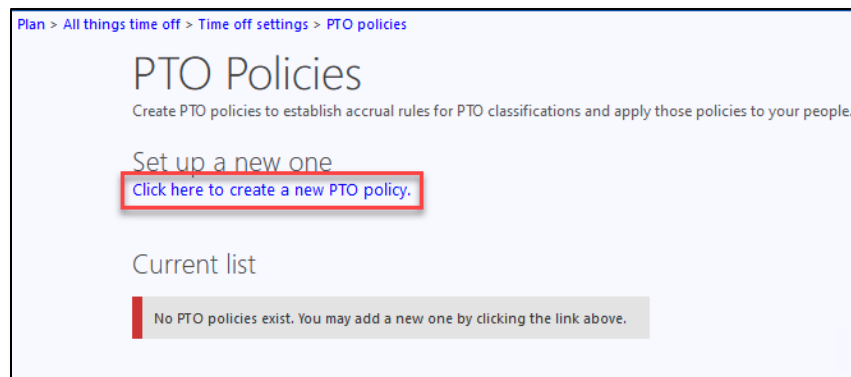 Plan > All things time off > Time off settings > PTO policies
PTO Policies
Create PTO policies to establish accrual rules for PTO classifications and apply those policies to your people.
Set up a new one
Click here to create a new PTO policy.
Current list
No PTO policies exist. You may add a new one by clicking the link above.